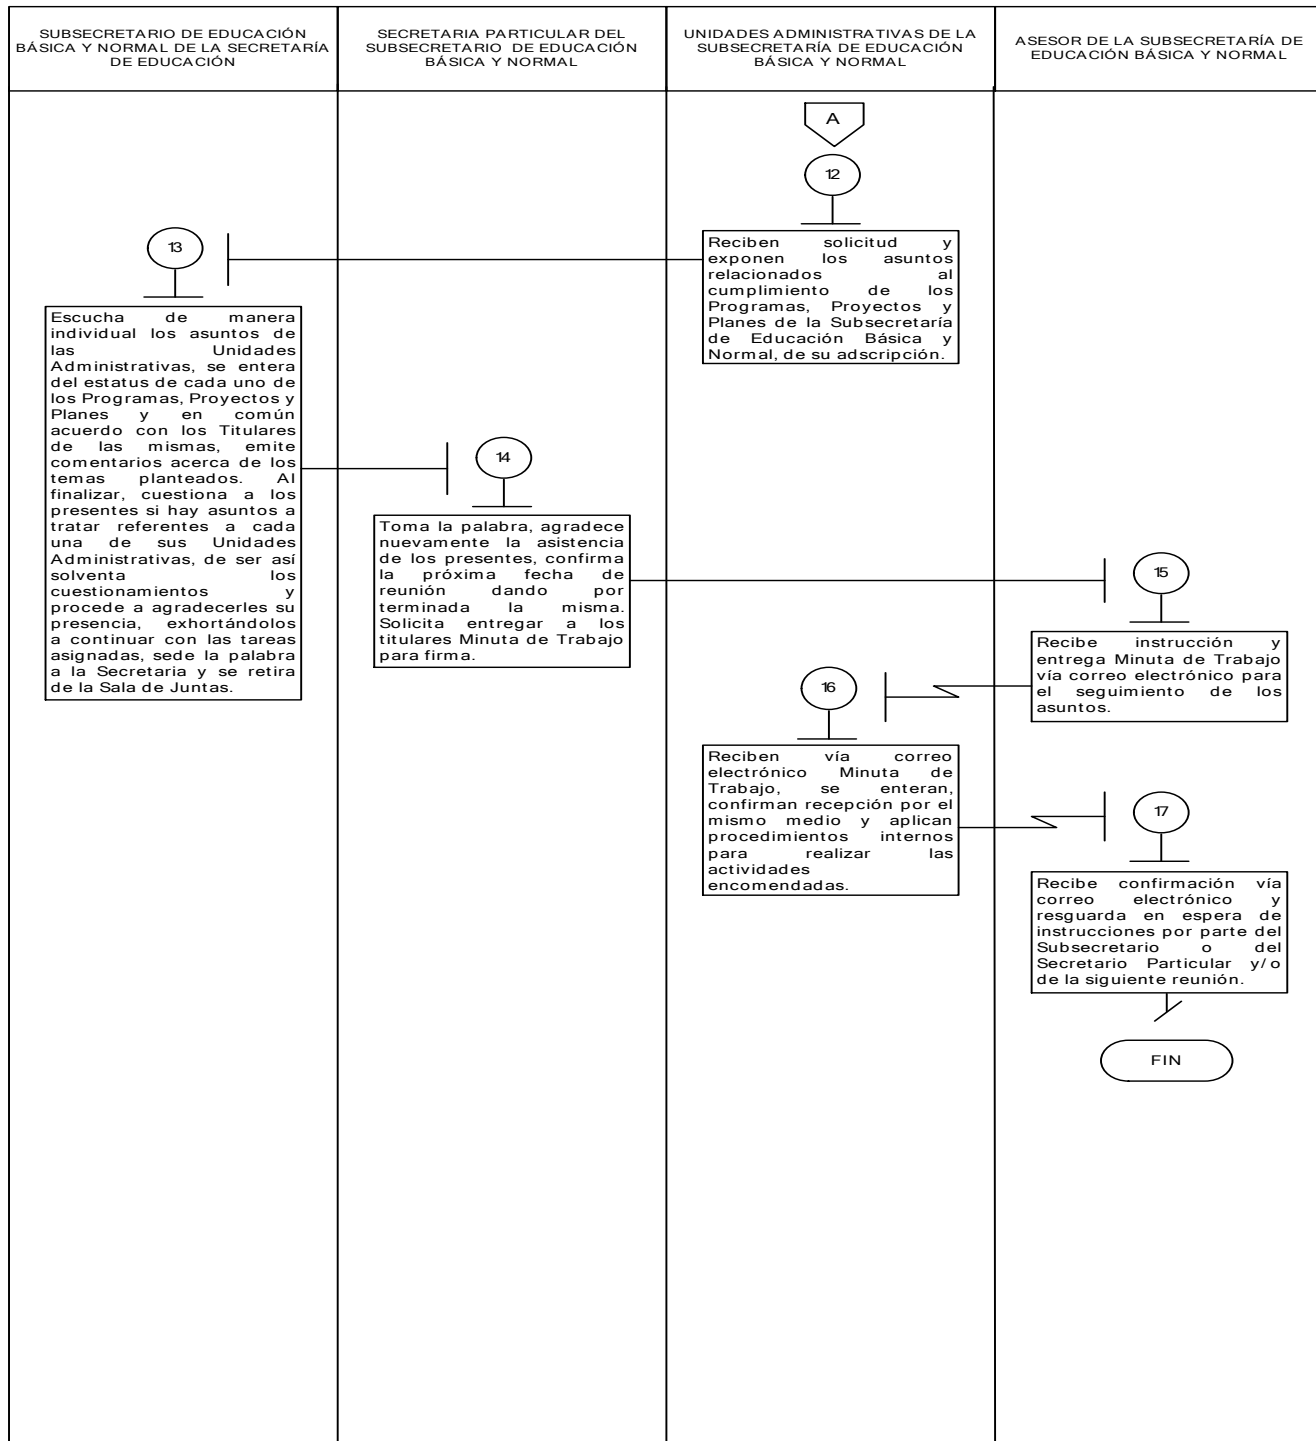 SUBSECRETARIO DE EDUCACIÓN
BÁSICA Y NORMAL DE LA SECRETARÍA
DE EDUCACIÓN
SECRETARIA PARTICULAR DEL
SUBSECRETARIO DE EDUCACIÓN
BÁSICA Y NORMAL
UNIDADES ADMINISTRATIVAS DE LA
SUBSECRETARÍA DE EDUCACIÓN
BÁSICA Y NORMAL
ASESOR DE LA SUBSECRETARÍA DE
EDUCACIÓN BÁSICA Y NORMAL
A
12
Reciben solicitud y
exponen los asuntos
relacionados al
cumplimiento de los
Programas, Proyectos y
Planes de la Subsecretaría
de Educación Básica y
Normal, de su adscripción.
13
Escucha de manera
individual los asuntos de
las Unidades
Administrativas, se entera
del estatus de cada uno de
los Programas, Proyectos y
Planes y en común
acuerdo con los Titulares
de las mismas, emite
comentarios acerca de los
temas planteados. Al
finalizar, cuestiona a los
presentes si hay asuntos a
tratar referentes a cada
una de sus Unidades
Administrativas, de ser así
solventa los
cuestionamientos y
procede a agradecerles su
presencia, exhortándolos
a continuar con las tareas
asignadas, sede la palabra
a la Secretaria y se retira
de la Sala de Juntas.
14
Toma la palabra, agradece
nuevamente la asistencia
de los presentes, confirma
la próxima fecha de
reunión dando por
terminada la misma.
Solicita entregar a los
titulares Minuta de Trabajo
para firma.
15
Recibe instrucción y
entrega Minuta de Trabajo
vía correo electrónico para
el seguimiento de los
asuntos.
16
Reciben vía correo
electrónico Minuta de
Trabajo, se enteran,
confirman recepción por el
mismo medio y aplican
procedimientos internos
para realizar las
actividades
encomendadas.
17
Recibe confirmación vía
correo electrónico y
resguarda en espera de
instrucciones por parte del
Subsecretario o del
Secretario Particular y/o
de la siguiente reunión.
FIN